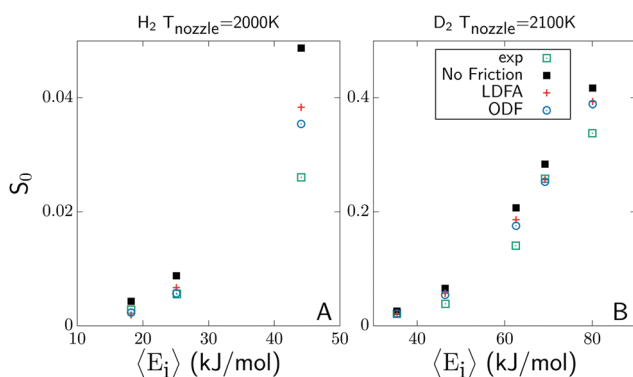 H2 Tnozzle=2000K
D2 Tnozzle=2100K
exp
No Friction
LDFA
ODF
S0
0.04
0.02
0
0.4
0.2
0
A
B
10 20 30 40 50
40 60 80
⟨Ei⟩ (kJ/mol)
⟨Ei⟩ (kJ/mol)